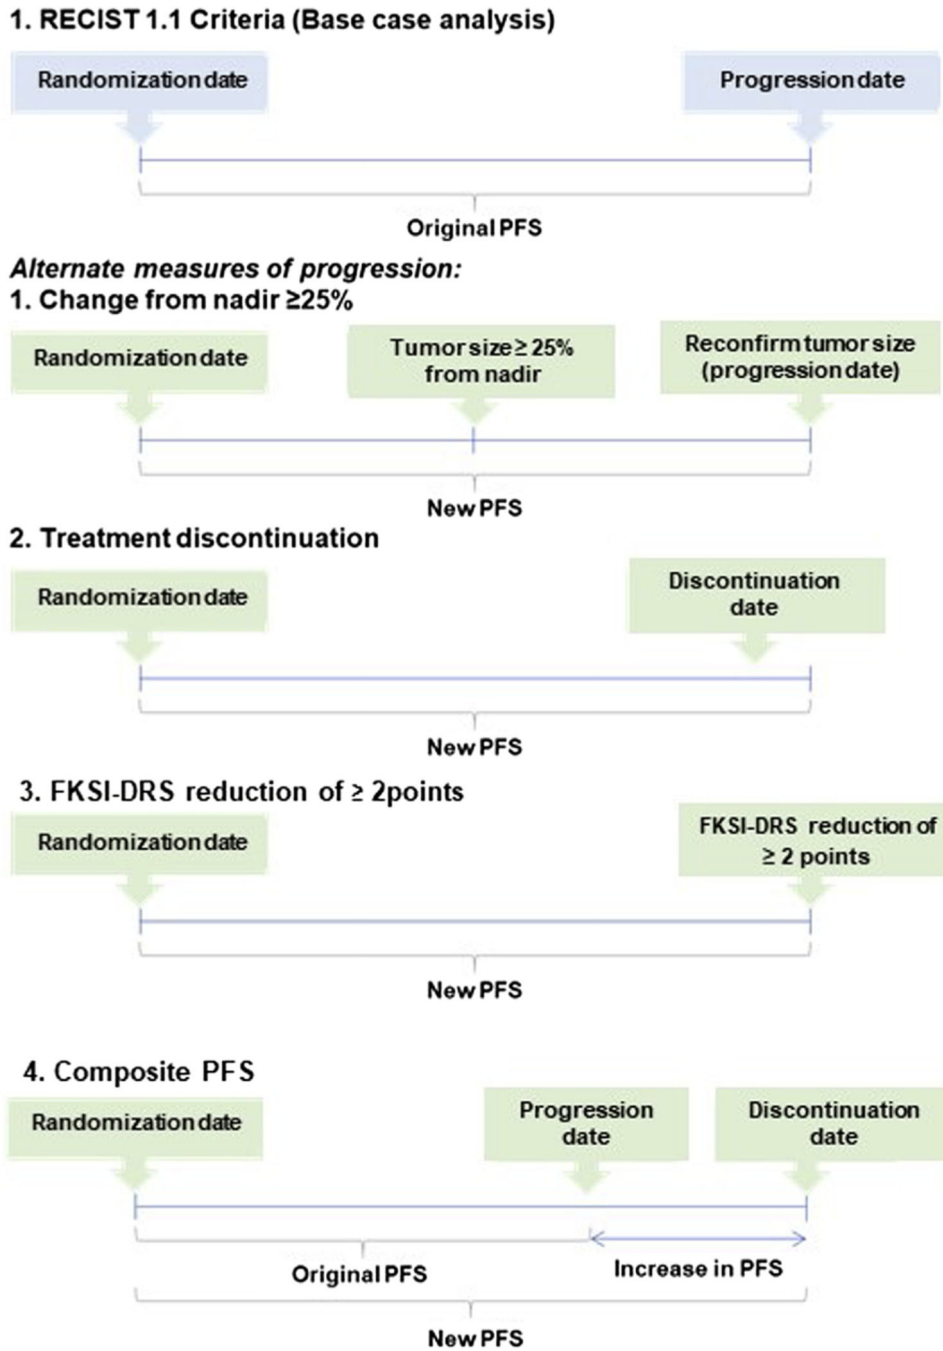 1. RECIST 1.1 Criteria (Base case analysis)
Randomization date
Progression date
Original PFS
Alternate measures of progression:
1. Change from nadir ≥25%
Randomization date
Tumor size ≥ 25%
from nadir
Reconfirm tumor size
(progression date)
New PFS
2. Treatment discontinuation
Randomization date
Discontinuation
date
New PFS
3. FKSI-DRS reduction of ≥ 2points
Randomization date
FKSI-DRS reduction of
≥ 2 points
New PFS
4. Composite PFS
Randomization date
Progression
date
Discontinuation
date
Original PFS
Increase in PFS
New PFS